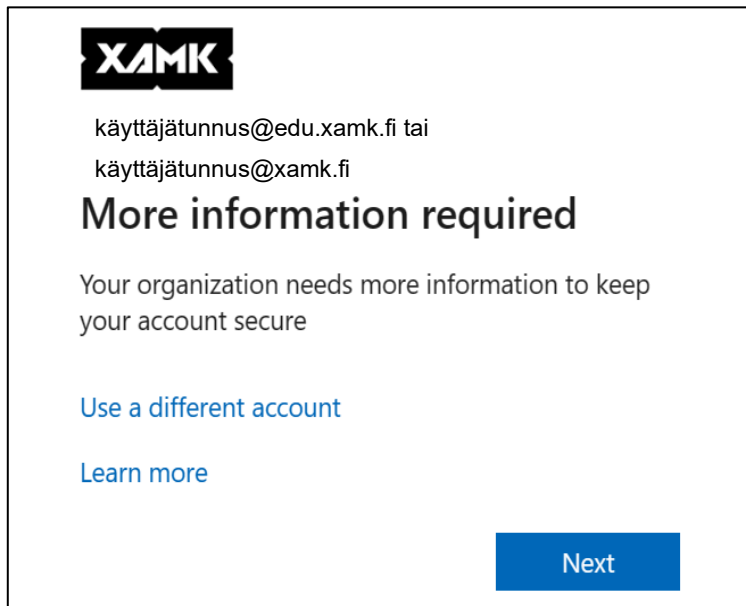 XAMK
käyttäjätunnus@edu.xamk.fi tai
käyttäjätunnus@xamk.fi
More information required
Your organization needs more information to keep
your account secure
Use a different account
Learn more
Next